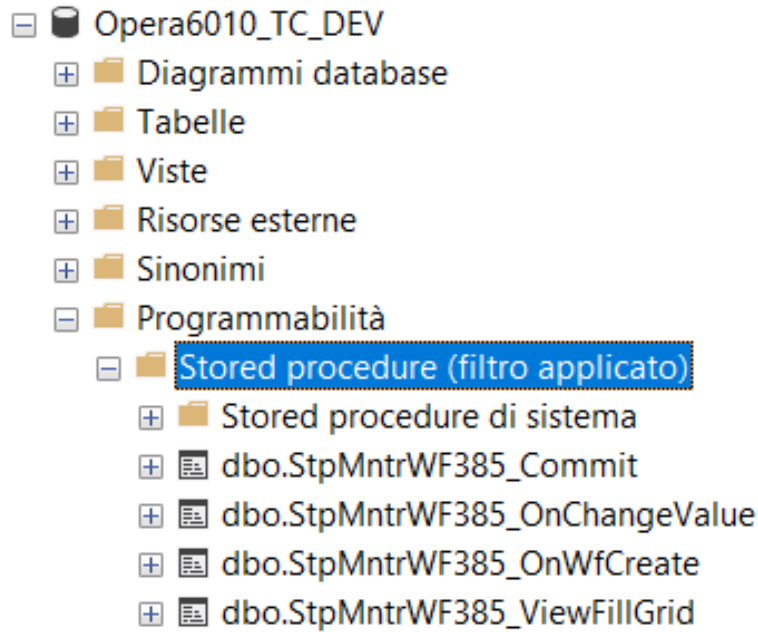 Opera6010_TC_DEV
Diagrammi database
Tabelle
Viste
Risorse esterne
Sinonimi
Programmabilità
Stored procedure (filtro applicato)
Stored procedure di sistema
dbo.StpMntrWF385_Commit
dbo.StpMntrWF385_OnChangeValue
dbo.StpMntrWF385_OnWfCreate
dbo.StpMntrWF385_ViewFillGrid